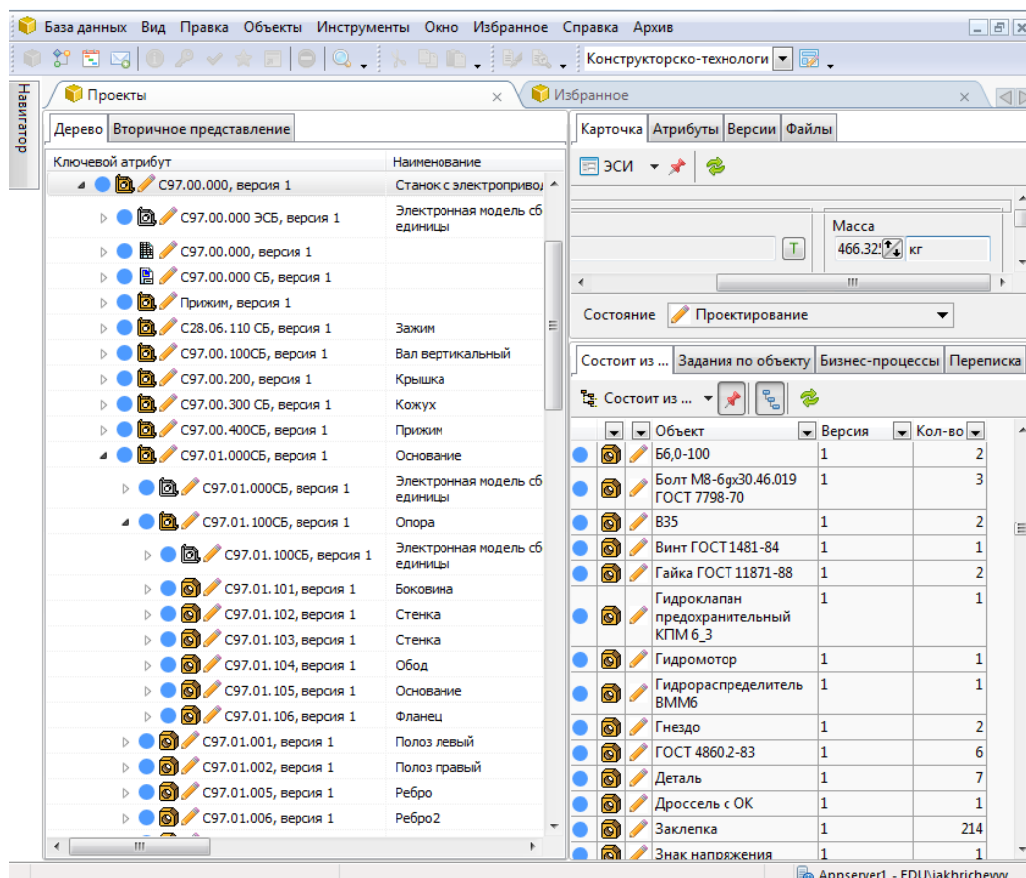 База данных Вид Правка Объекты Инструменты Окно Избранное Справка Архив
Конструкторско-технологи
Навигатор
Проекты
Избранное
Дерево Вторичное представление
Ключевой атрибут Наименование
С97.00.000, версия 1 Станок с электропривод
С97.00.000 ЭСБ, версия 1 Электронная модель сб
единицы
С97.00.000, версия 1
С97.00.000 СБ, версия 1
Прижим, версия 1
С28.06.110 СБ, версия 1 Зажим
С97.00.100СБ, версия 1 Вал вертикальный
С97.00.200, версия 1 Крышка
С97.00.300 СБ, версия 1 Кожух
С97.00.400СБ, версия 1 Прижим
С97.01.000СБ, версия 1 Основание
С97.01.000СБ, версия 1 Электронная модель сб
единицы
С97.01.100СБ, версия 1 Опора
С97.01.100СБ, версия 1 Электронная модель сб
единицы
С97.01.101, версия 1 Боковина
С97.01.102, версия 1 Стенка
С97.01.103, версия 1 Стенка
С97.01.104, версия 1 Обод
С97.01.105, версия 1 Основание
С97.01.106, версия 1 Фланец
С97.01.001, версия 1 Полоз левый
С97.01.002, версия 1 Полоз правый
С97.01.005, версия 1 Ребро
С97.01.006, версия 1 Ребро2
Карточка Атрибуты Версии Файлы
ЭСИ
Масса
T 466.32 кг
Состояние Проектирование
Состоит из ... Задания по объекту Бизнес-процессы Переписка
Состоит из ...
Объект Версия Кол-во
Б6,0-100 1 2
Болт М8-6gx30.46.019 1 3
ГОСТ 7798-70
В35 1 2
Винт ГОСТ 1481-84 1 1
Гайка ГОСТ 11871-88 1 2
Гидроклапан 1 1
предохранительный
КПМ 6_3
Гидромотор 1 1
Гидрораспределитель 1 1
ВММ6
Гнездо 1 2
ГОСТ 4860.2-83 1 6
Деталь 1 7
Дроссель с ОК 1 1
Заклепка 1 214
Знак напряжения 1 1
Appserver1 - EDU\iakhrichevvv